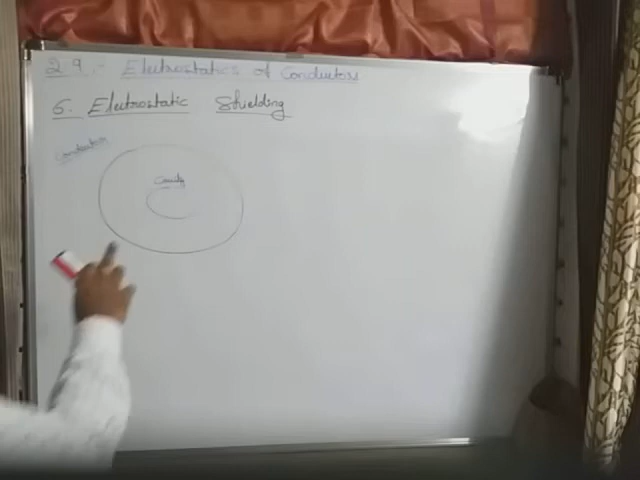 2.9:- Electrostatics of Conductors
6. Electrostatic Shielding
Conductor
Cavity